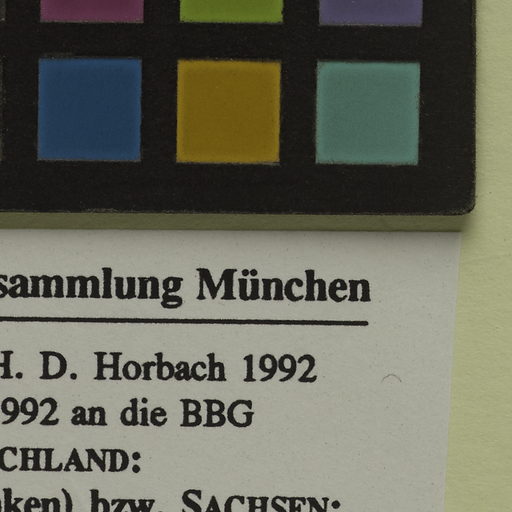 sammlung München
H. D. Horbach 1992
992 an die BBG
CHLAND:
ken) bzw. SACHSEN: